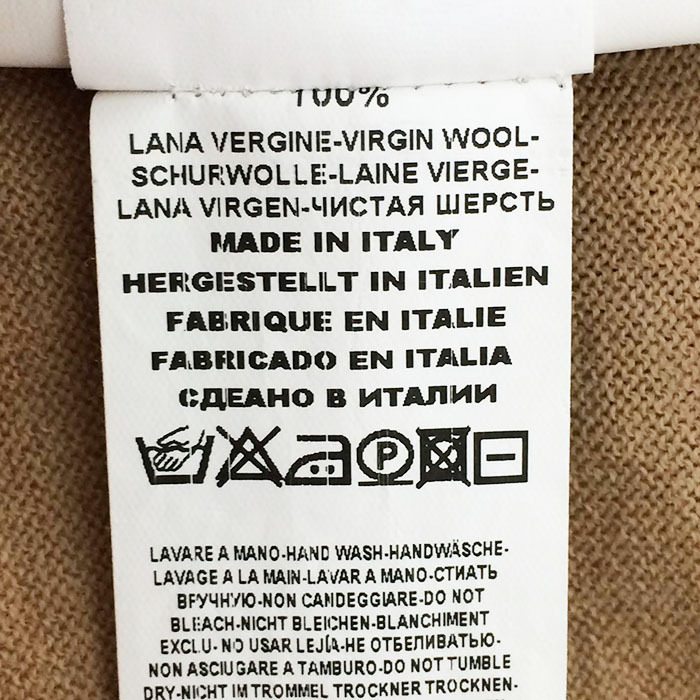 100%
LANA VERGINE-VIRGIN WOOL-
SCHURWOLLE-LAINE VIERGE-
LANA VIRGEN-ЧИСТАЯ ШЕРСТЬ
MADE IN ITALY
HERGESTELLT IN ITALIEN
FABRIQUE EN ITALIE
FABRICADO EN ITALIA
СДЕАНО В ИТАЛИИ
P
LAVARE A MANO-HAND WASH-HANDWÄSCHE-
LAVAGE A LA MAIN-LAVAR A MANO-СТИАТЬ
ВРУЧНУЮ-NON CANDEGGIARE-DO NOT
BLEACH-NICHT BLEICHEN-BLANCHIMENT
EXCLU- NO USAR LEJÍA-НЕ ОТБЕЛИВАТЬО-
NON ASCIUGARE A TAMBURO-DO NOT TUMBLE
DRY-NICHT IM TROMMEL TROCKNER TROCKNEN-